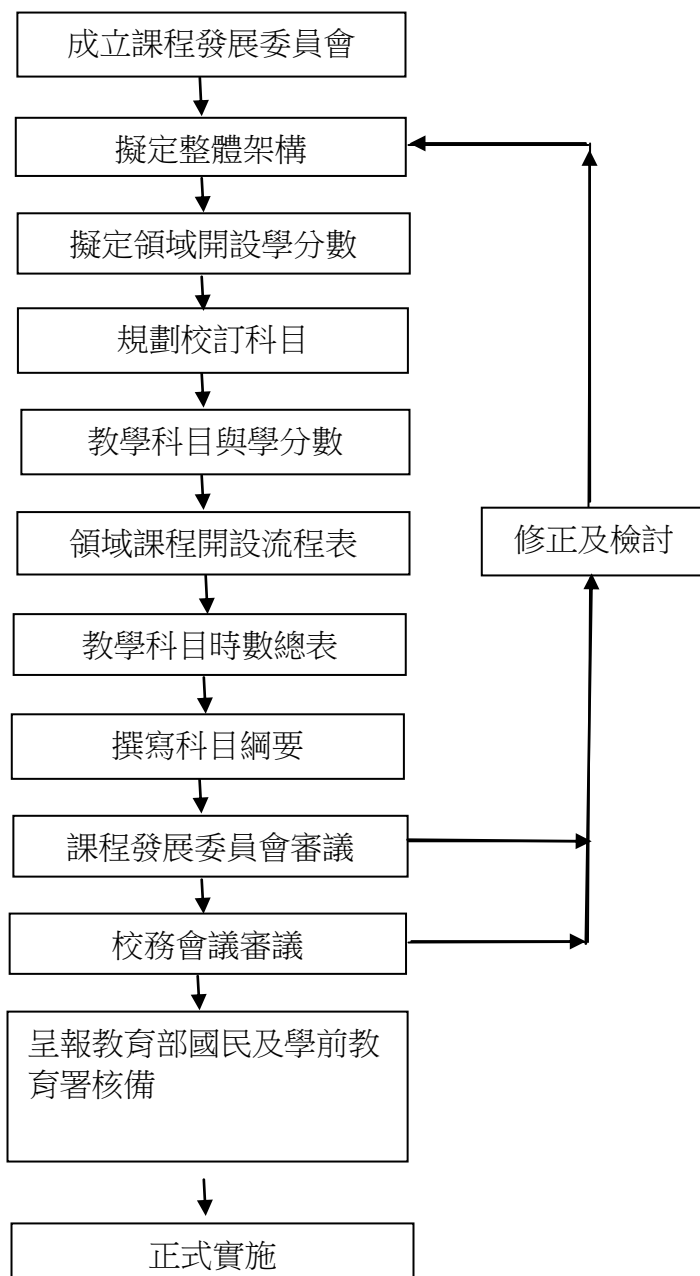 成立課程發展委員會
擬定整體架構
擬定領域開設學分數
規劃校訂科目
教學科目與學分數
領域課程開設流程表
修正及檢討
教學科目時數總表
撰寫科目綱要
課程發展委員會審議
校務會議審議
呈報教育部國民及學前教
育署核備
正式實施